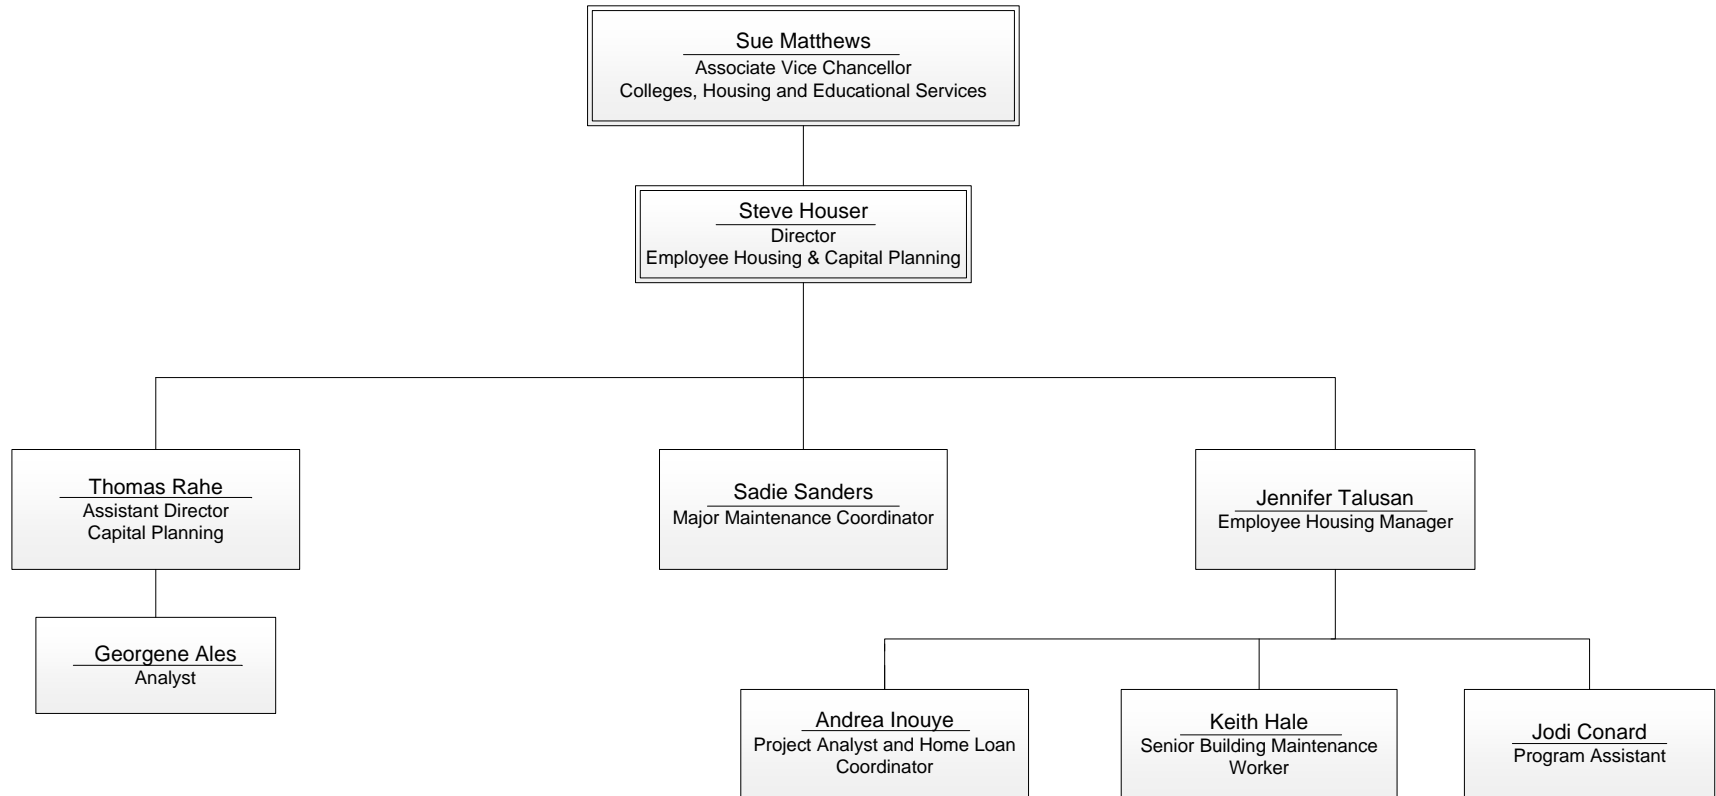 Sue Matthews
Associate Vice Chancellor
Colleges, Housing and Educational Services
Steve Houser
Director
Employee Housing & Capital Planning
Thomas Rahe
Assistant Director
Capital Planning
Sadie Sanders
Major Maintenance Coordinator
Jennifer Talusan
Employee Housing Manager
Georgene Ales
Analyst
Andrea Inouye
Project Analyst and Home Loan
Coordinator
Keith Hale
Senior Building Maintenance
Worker
Jodi Conard
Program Assistant